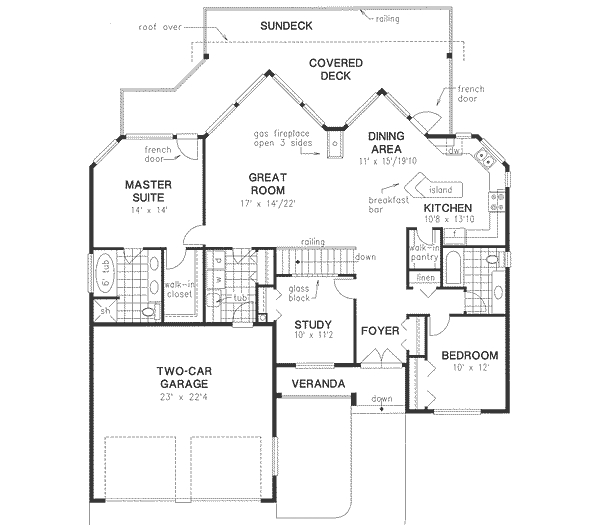 railing
SUNDECK
roof over
COVERED
DECK
french
door
gas fireplace
open 3 sides
DINING
AREA
11' x 15'/19'10
dw
french
door
MASTER
SUITE
14' x 14'
GREAT
ROOM
17' x 14'/22'
island
breakfast
bar
KITCHEN
10'8 x 13'10
f
railing
walk-in
pantry
down
6' tub
walk-in
closet
d
w
linen
glass
block
tub
sh
STUDY
10' x 11'2
FOYER
BEDROOM
10' x 12'
TWO-CAR
GARAGE
23' x 22'4
VERANDA
down